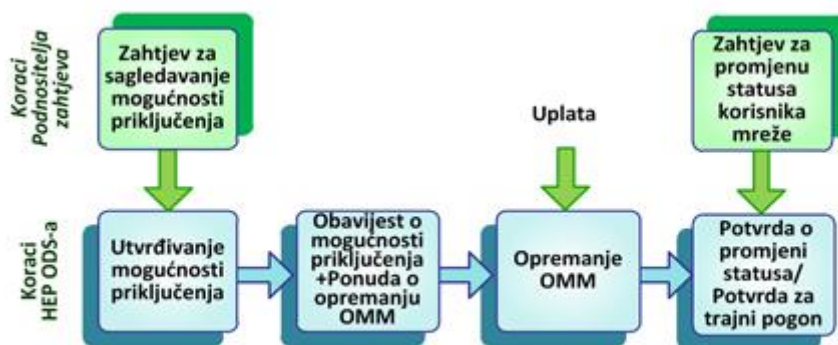 Koraci
Podnositelja
zahtjeva
Zahtjev za
sagledavanje
mogućnosti
priključenja
Uplata
Zahtjev za
promjenu
statusa
korisnika
mreže
Koraci
HEP ODS-a
Utvrđivanje
mogućnosti
priključenja
Obavijest o
mogućnosti
priključenja
+Ponuda o
opremanju
OMM
Opremanje
OMM
Potvrda o
promjeni
statusa/
Potvrda za
trajni pogon